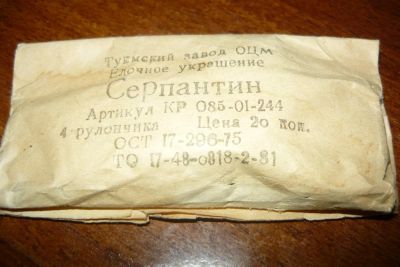 Туимский завод ОЦМ
Елочное украшение
Серпантин
Артикул КР 085-01-244
4 рулончика Цена 20 коп.
ОСТ 17-296-75
ТО 17-48-0818-2-81